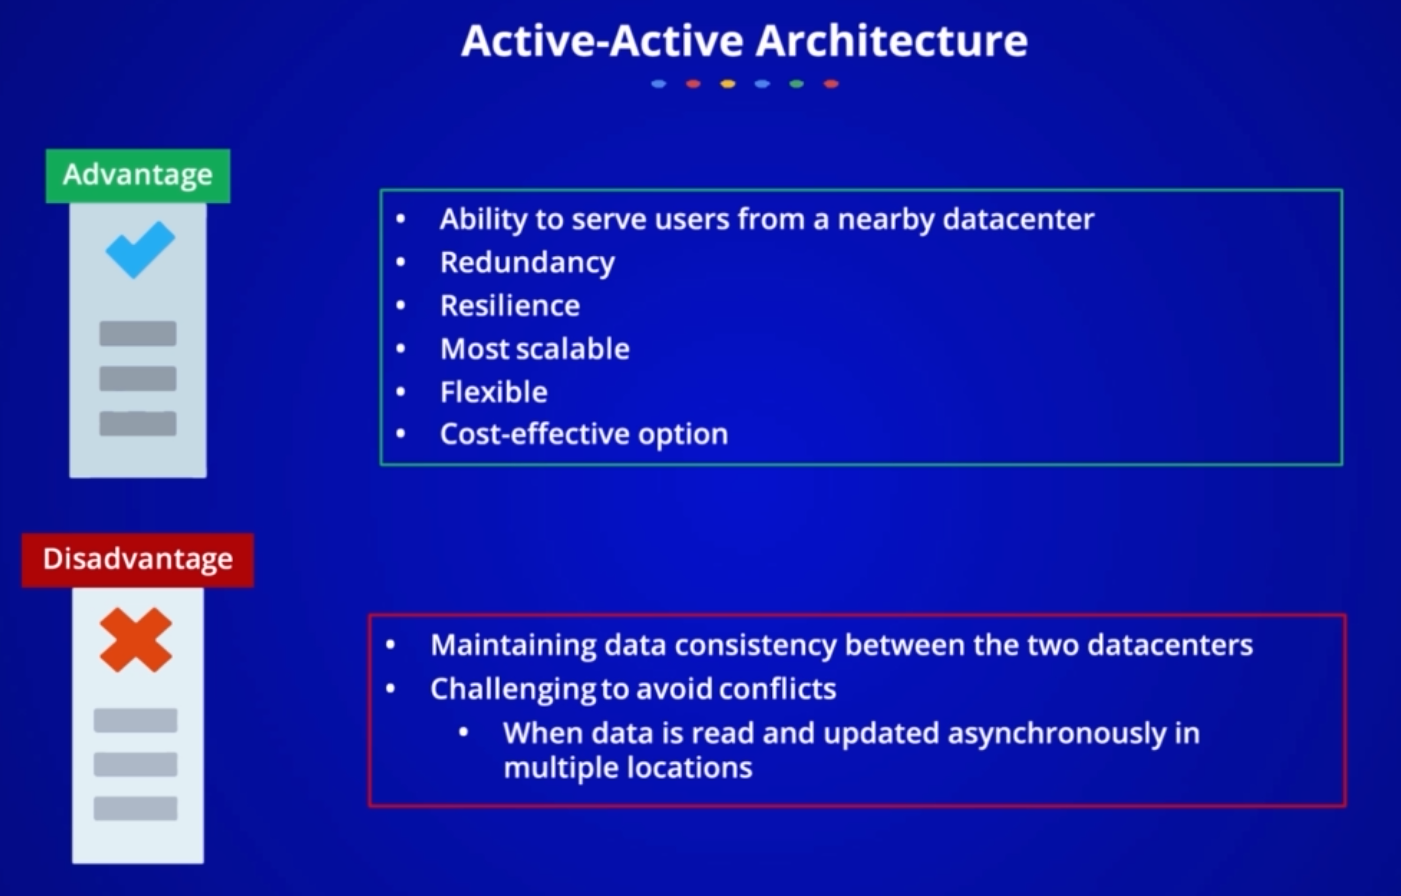 Active-Active Architecture
Advantage
• Ability to serve users from a nearby datacenter
• Redundancy
• Resilience
• Most scalable
• Flexible
• Cost-effective option
Disadvantage
• Maintaining data consistency between the two datacenters
• Challenging to avoid conflicts
• When data is read and updated asynchronously in
multiple locations